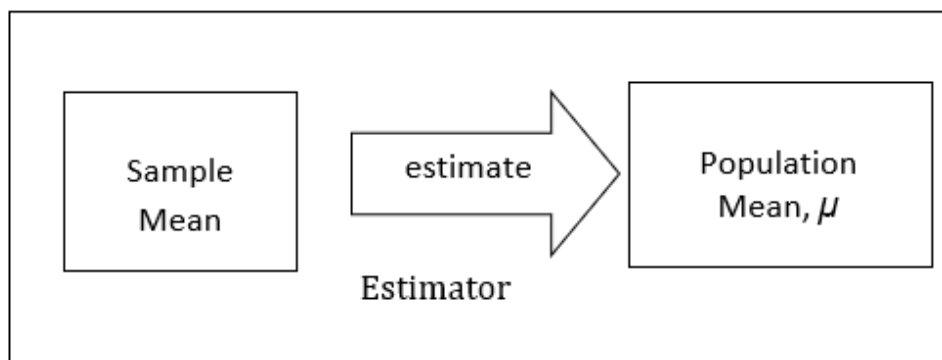 Sample
Mean
estimate
Population
Mean, μ
Estimator